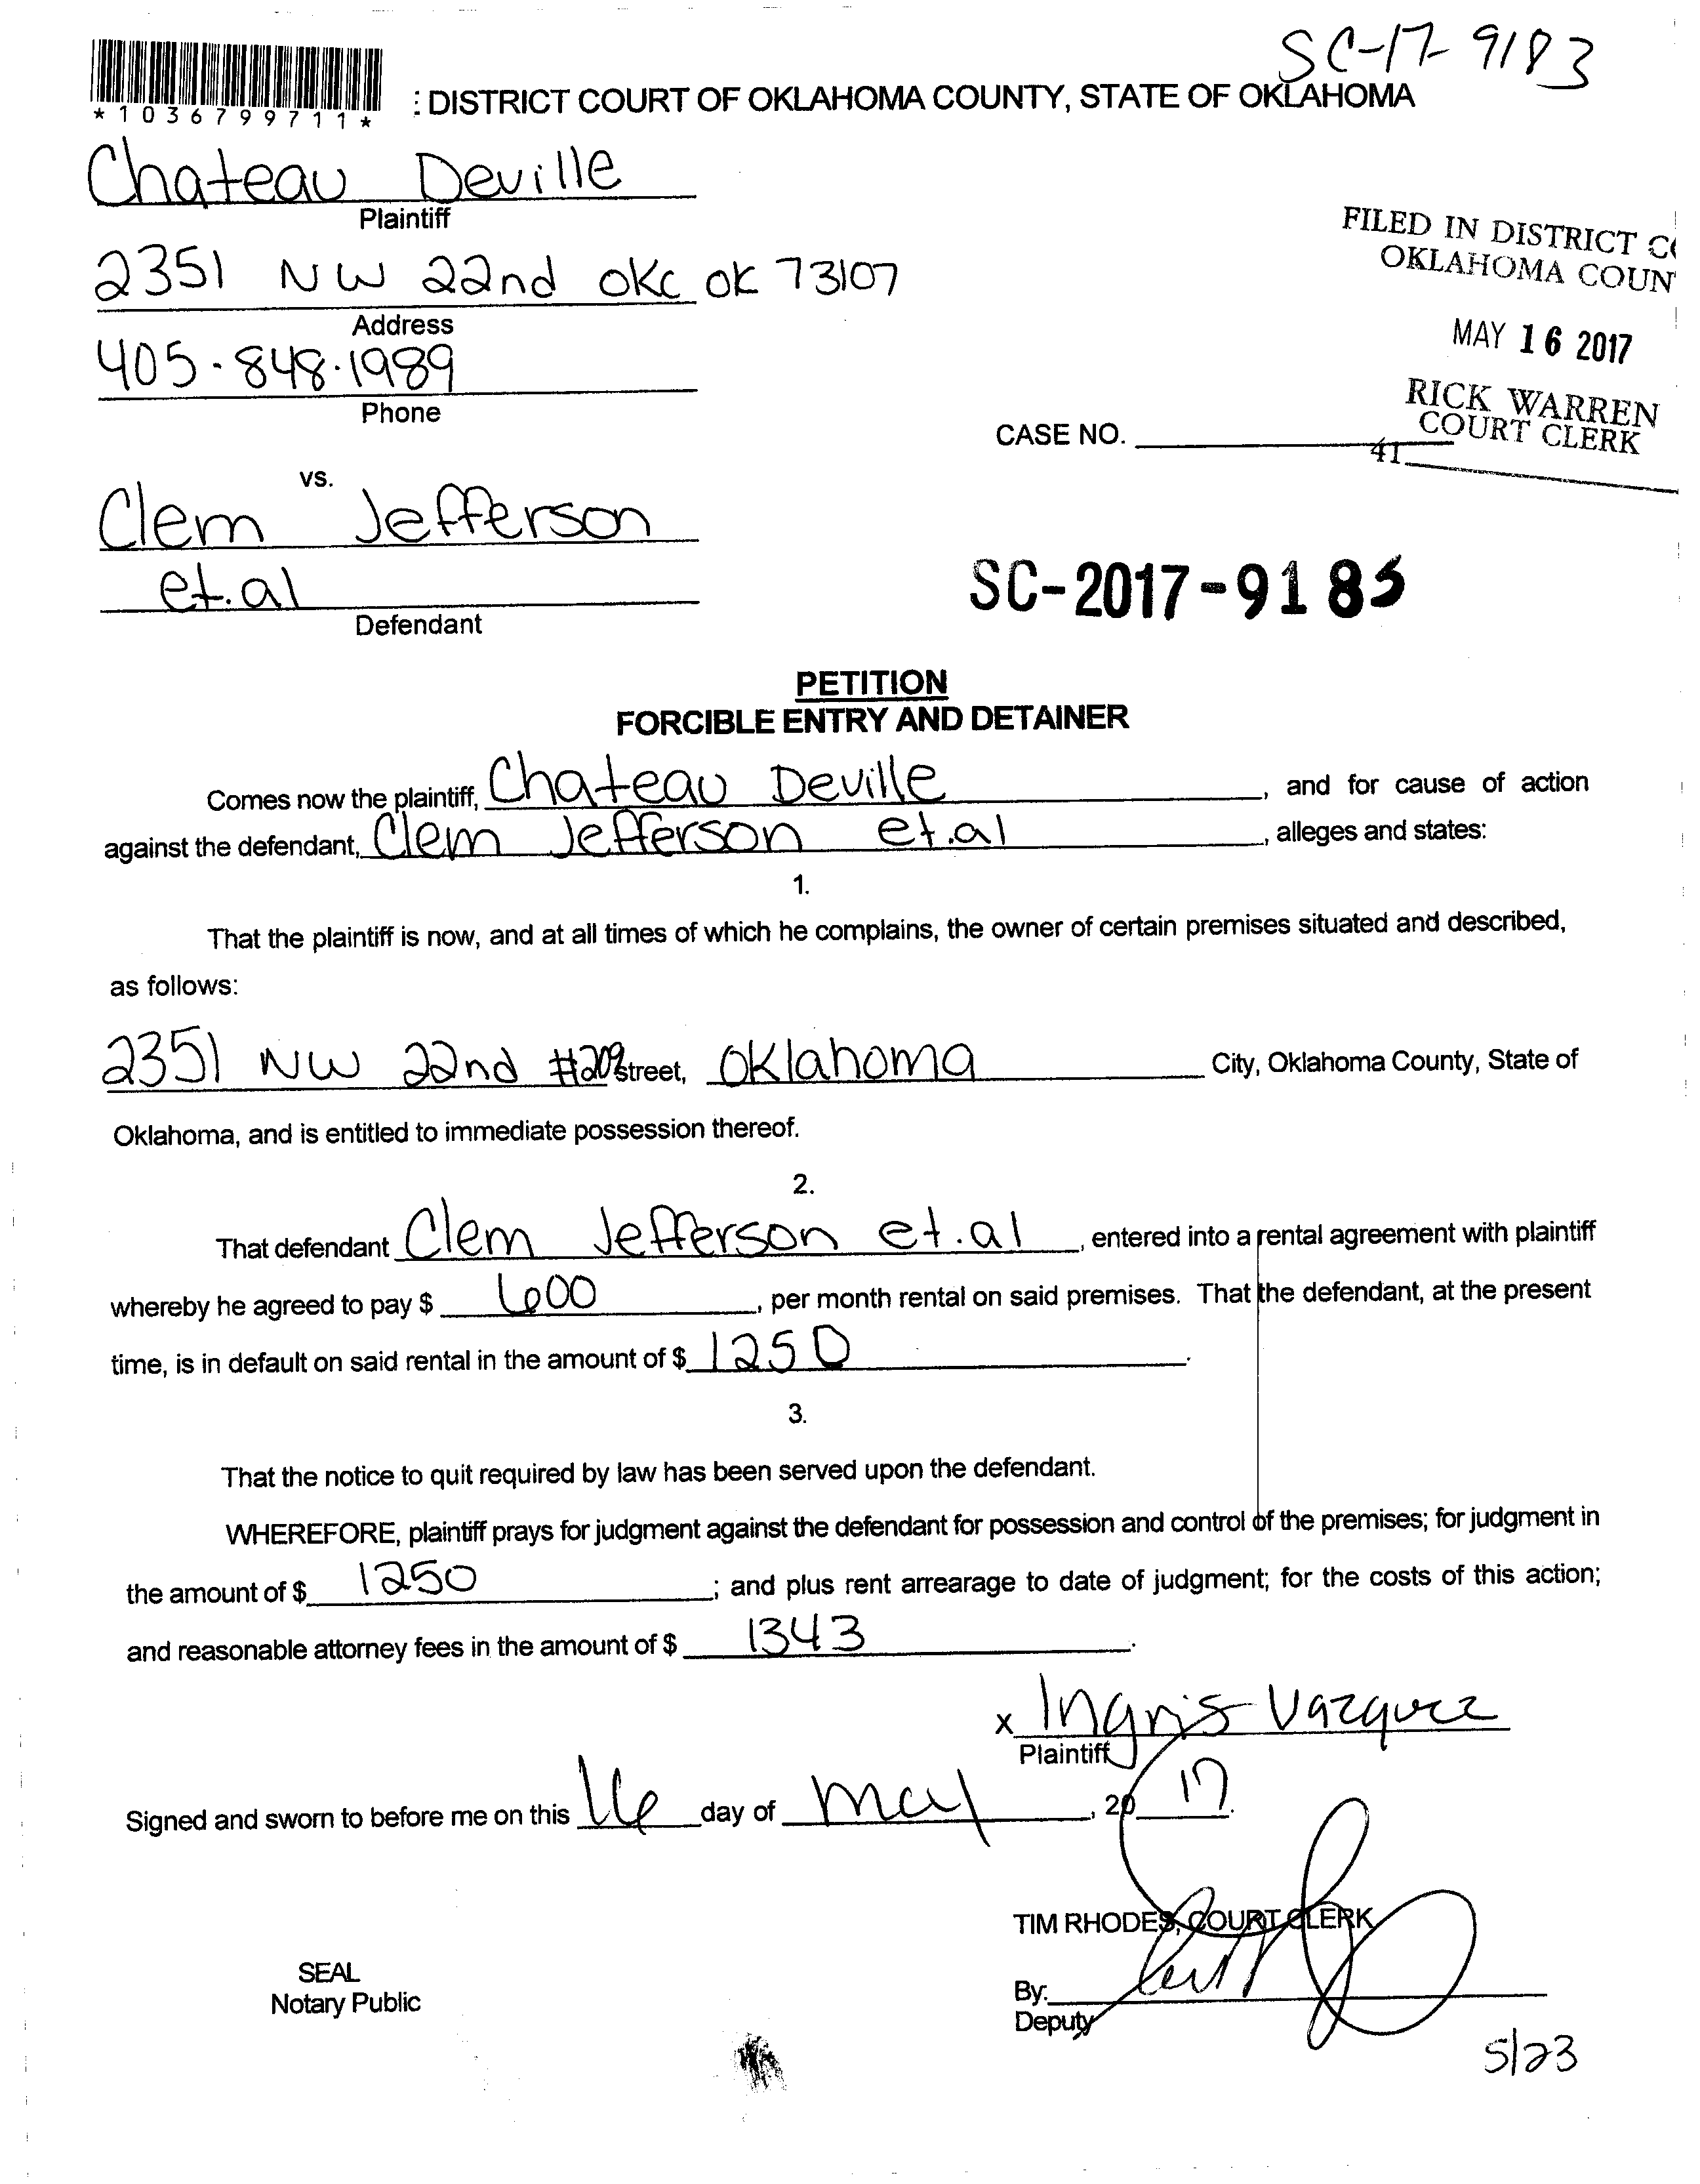 SC-17-9183
*1036799711*
: DISTRICT COURT OF OKLAHOMA COUNTY, STATE OF OKLAHOMA
Chateau Deville
Plaintiff
2351 NW 22nd OKC OK 73107
Address
405-848-1989
Phone
FILED IN DISTRICT CO
OKLAHOMA COUN
MAY 16 2017
RICK WARREN
COURT CLERK
41
CASE NO.
vs.
Clem Jefferson
et.al
Defendant
SC-2017-918
PETITION
FORCIBLE ENTRY AND DETAINER
Comes now the plaintiff, Chateau Deville, and for cause of action
against the defendant, Clem Jefferson et.al, alleges and states:
1.
That the plaintiff is now, and at all times of which he complains, the owner of certain premises situated and described,
as follows:
2351 NW 22nd #209 Street, Oklahoma City, Oklahoma County, State of
Oklahoma, and is entitled to immediate possession thereof.
2.
That defendant Clem Jefferson et.al, entered into a rental agreement with plaintiff
whereby he agreed to pay $ 600, per month rental on said premises. That the defendant, at the present
time, is in default on said rental in the amount of $ 1250.
3.
That the notice to quit required by law has been served upon the defendant.
WHEREFORE, plaintiff prays for judgment against the defendant for possession and control of the premises; for judgment in
the amount of $ 1250; and plus rent arrearage to date of judgment; for the costs of this action;
and reasonable attorney fees in the amount of $ 1343.
x Ingris Vazquez
Plaintiff
Signed and sworn to before me on this 16 day of May, 20 17.
TIM RHODES, COURT CLERK
SEAL
Notary Public
By:
Deputy
5/23